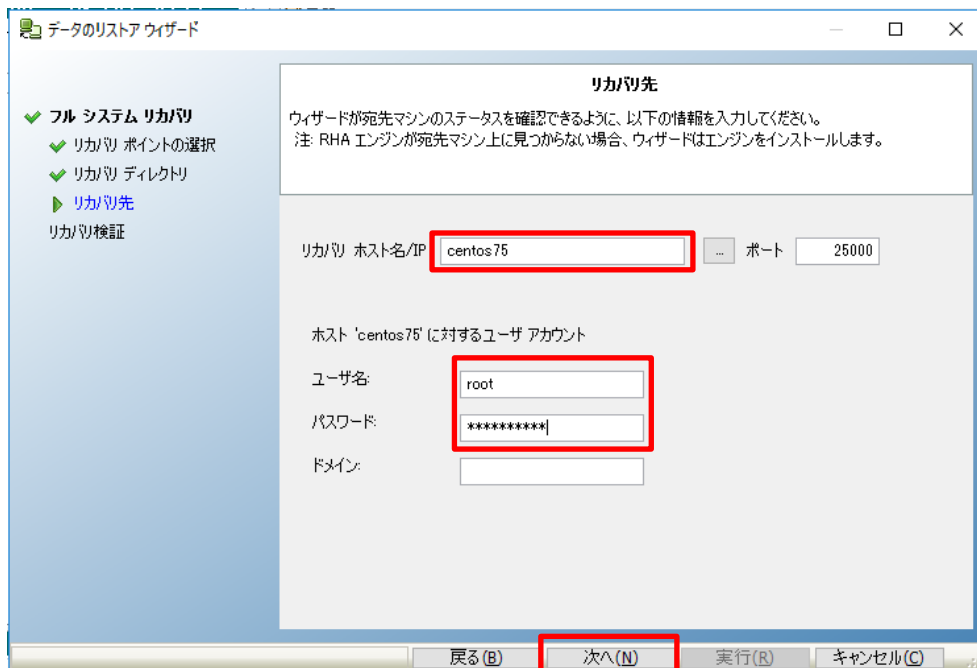 データのリストア ウィザード
フル システム リカバリ
リカバリ ポイントの選択
リカバリ ディレクトリ
リカバリ先
リカバリ検証
リカバリ先
ウィザードが宛先マシンのステータスを確認できるように、以下の情報を入力してください。
注: RHA エンジンが宛先マシン上に見つからない場合、ウィザードはエンジンをインストールします。
リカバリ ホスト名/IP centos75 ... ポート 25000
ホスト 'centos75' に対するユーザ アカウント
ユーザ名: root
パスワード: **********
ドメイン:
戻る(B) 次へ(N) 実行(R) キャンセル(C)